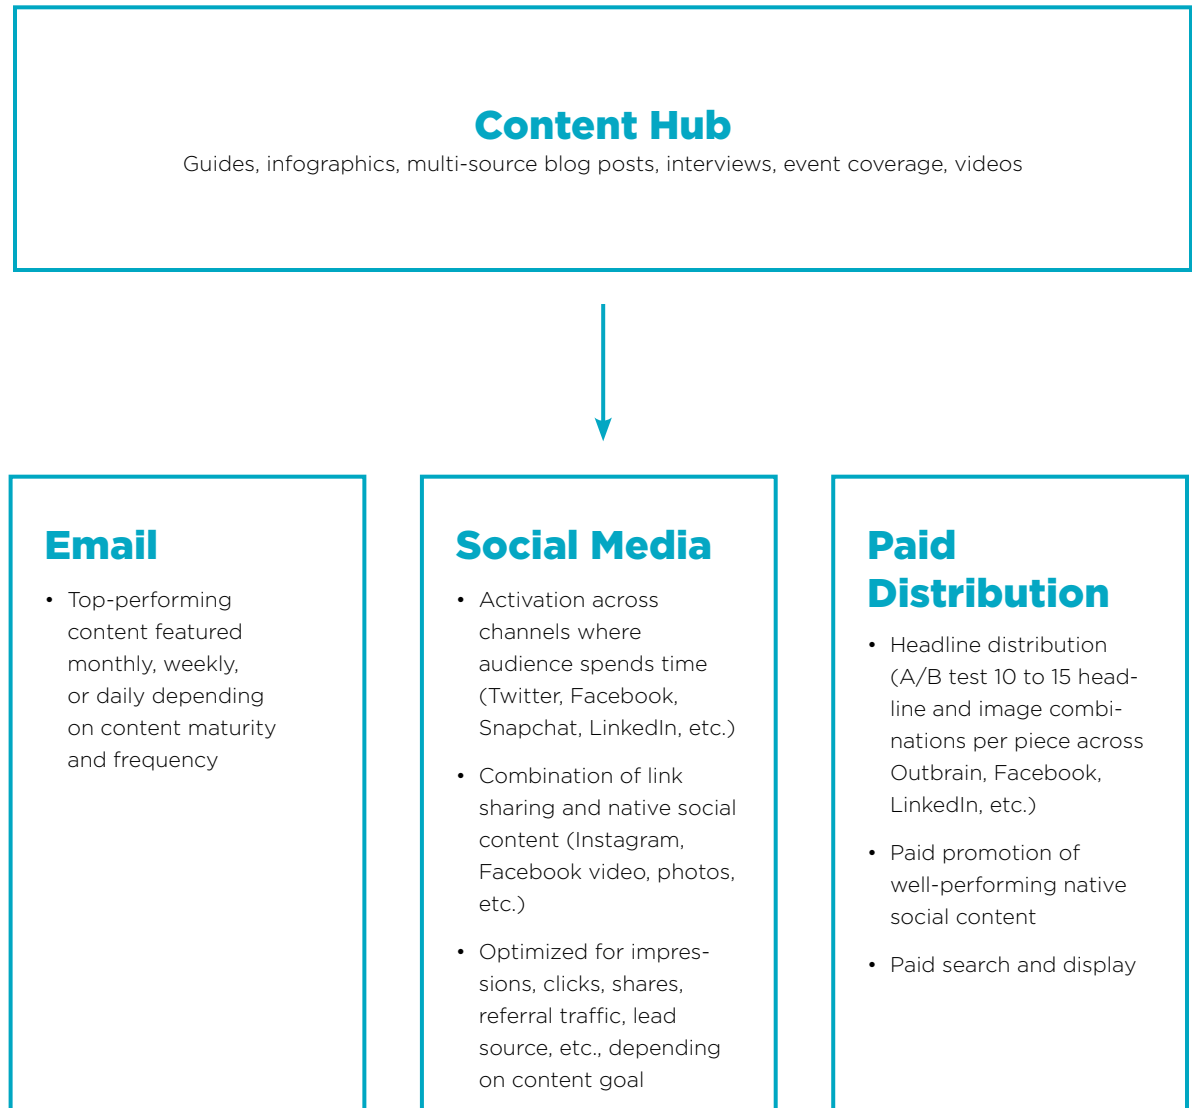 Content Hub
Guides, infographics, multi-source blog posts, interviews, event coverage, videos
Email
• Top-performing
content featured
monthly, weekly,
or daily depending
on content maturity
and frequency
Social Media
• Activation across
channels where
audience spends time
(Twitter, Facebook,
Snapchat, LinkedIn, etc.)
• Combination of link
sharing and native social
content (Instagram,
Facebook video, photos,
etc.)
• Optimized for impres-
sions, clicks, shares,
referral traffic, lead
source, etc., depending
on content goal
Paid
Distribution
• Headline distribution
(A/B test 10 to 15 head-
line and image combi-
nations per piece across
Outbrain, Facebook,
LinkedIn, etc.)
• Paid promotion of
well-performing native
social content
• Paid search and display